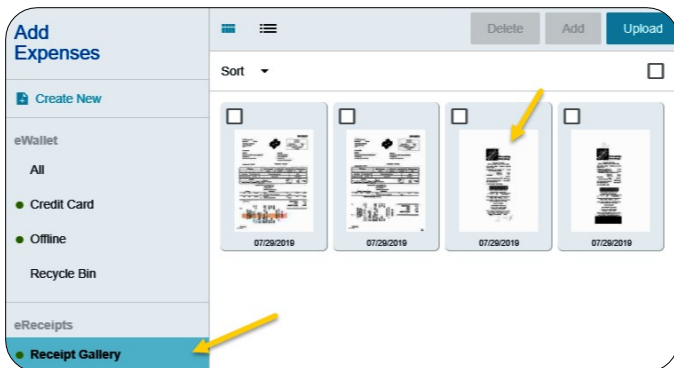 Add
Expenses
Create New
eWallet
All
Credit Card
Offline
Recycle Bin
eReceipts
Receipt Gallery
Delete
Add
Upload
Sort
07/29/2019
07/29/2019
07/29/2019
07/29/2019